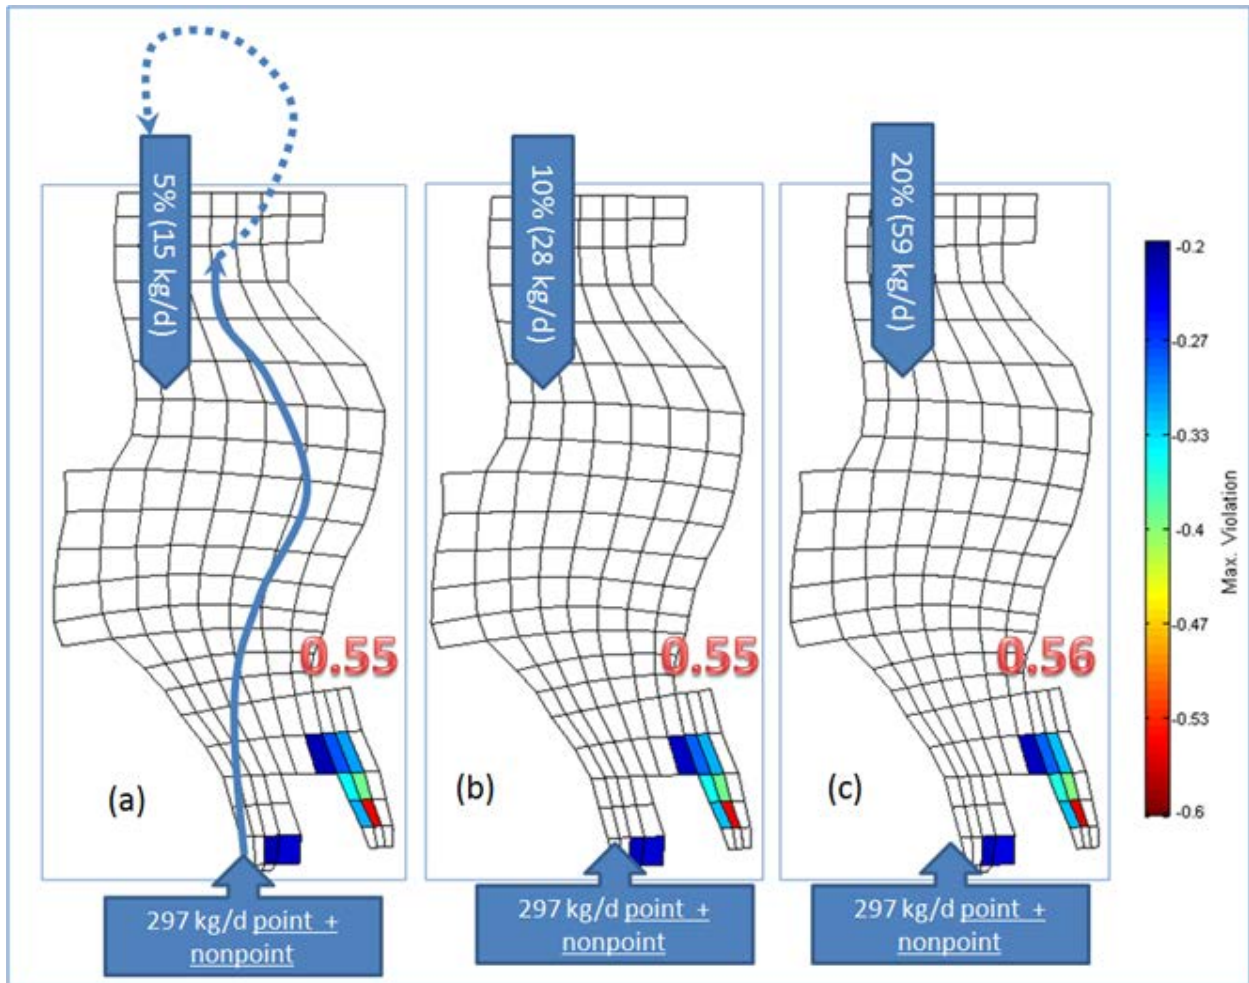 5% (15 kg/d)
10% (28 kg/d)
20% (59 kg/d)
-0.2
-0.27
-0.33
-0.4
-0.47
-0.53
-0.6
Max. Violation
0.55
0.55
0.56
(a)
(b)
(c)
297 kg/d point +
nonpoint
297 kg/d point +
nonpoint
297 kg/d point +
nonpoint